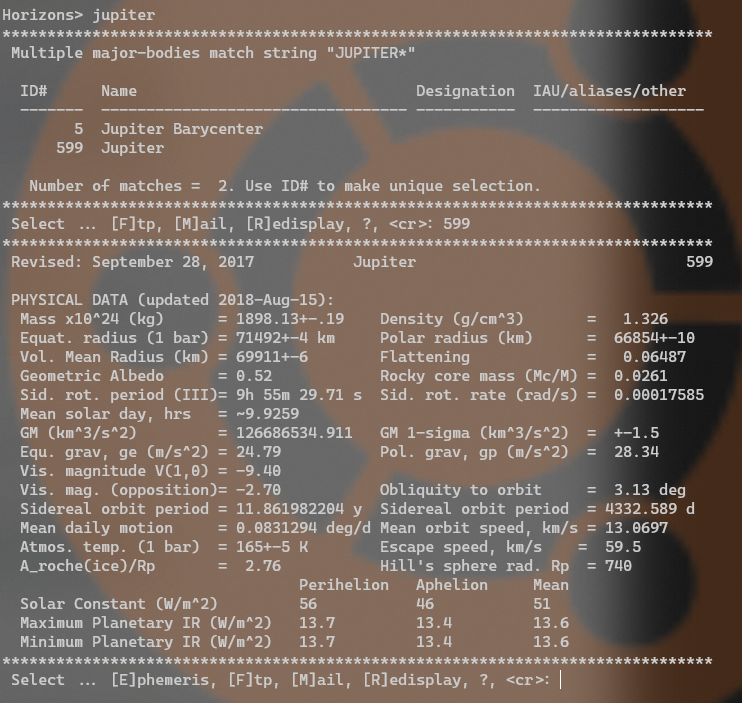 Horizons> jupiter
*******************************************************************************
 Multiple major-bodies match string "JUPITER*"

  ID#      Name                               Designation  IAU/aliases/other
  -------  ---------------------------------- -----------  -------------------
        5  Jupiter Barycenter
      599  Jupiter

   Number of matches =  2. Use ID# to make unique selection.
*******************************************************************************
 Select ... [F]tp, [M]ail, [R]edisplay, ?, <cr>: 599
*******************************************************************************
 Revised: September 28, 2017           Jupiter                              599

 PHYSICAL DATA (updated 2018-Aug-15):
  Mass x10^24 (kg)      = 1898.13+-.19    Density (g/cm^3)       =   1.326
  Equat. radius (1 bar) = 71492+-4 km     Polar radius (km)      =  66854+-10
  Vol. Mean Radius (km) = 69911+-6        Flattening             =   0.06487
  Geometric Albedo      = 0.52            Rocky core mass (Mc/M) =  0.0261
  Sid. rot. period (III)= 9h 55m 29.71 s  Sid. rot. rate (rad/s) =  0.00017585
  Mean solar day, hrs   = ~9.9259
  GM (km^3/s^2)         = 126686534.911   GM 1-sigma (km^3/s^2)  =  +-1.5
  Equ. grav, ge (m/s^2) = 24.79           Pol. grav, gp (m/s^2)  =  28.34
  Vis. magnitude V(1,0) = -9.40
  Vis. mag. (opposition)= -2.70           Obliquity to orbit     =  3.13 deg
  Sidereal orbit period = 11.861982204 y  Sidereal orbit period  = 4332.589 d
  Mean daily motion     = 0.0831294 deg/d Mean orbit speed, km/s = 13.0697
  Atmos. temp. (1 bar)  = 165+-5 K        Escape speed, km/s    =  59.5
  A_roche(ice)/Rp       =  2.76           Hill's sphere rad. Rp  = 740
                                 Perihelion   Aphelion     Mean
  Solar Constant (W/m^2)         56           46           51
  Maximum Planetary IR (W/m^2)   13.7         13.4         13.6
  Minimum Planetary IR (W/m^2)   13.7         13.4         13.6
*******************************************************************************
 Select ... [E]phemeris, [F]tp, [M]ail, [R]edisplay, ?, <cr>: